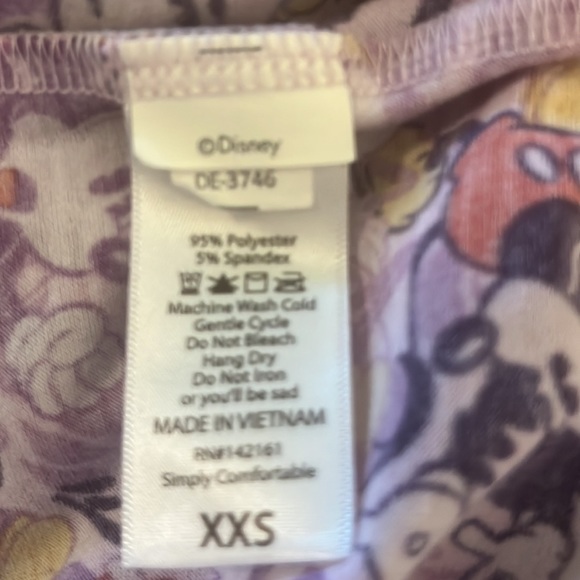 ©Disney
DE-3746
95% Polyester
5% Spandex
Machine Wash Cold
Gentle Cycle
Do Not Bleach
Hang Dry
Do Not Iron
or you'll be sad
MADE IN VIETNAM
RN#142161
Simply Comfortable
XXS